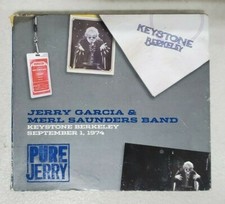 KEYSTONE
BERKELEY
JERRY GARCIA &
MERL SAUNDERS BAND
KEYSTONE BERKELEY
SEPTEMBER 1, 1974
PURE
JERRY